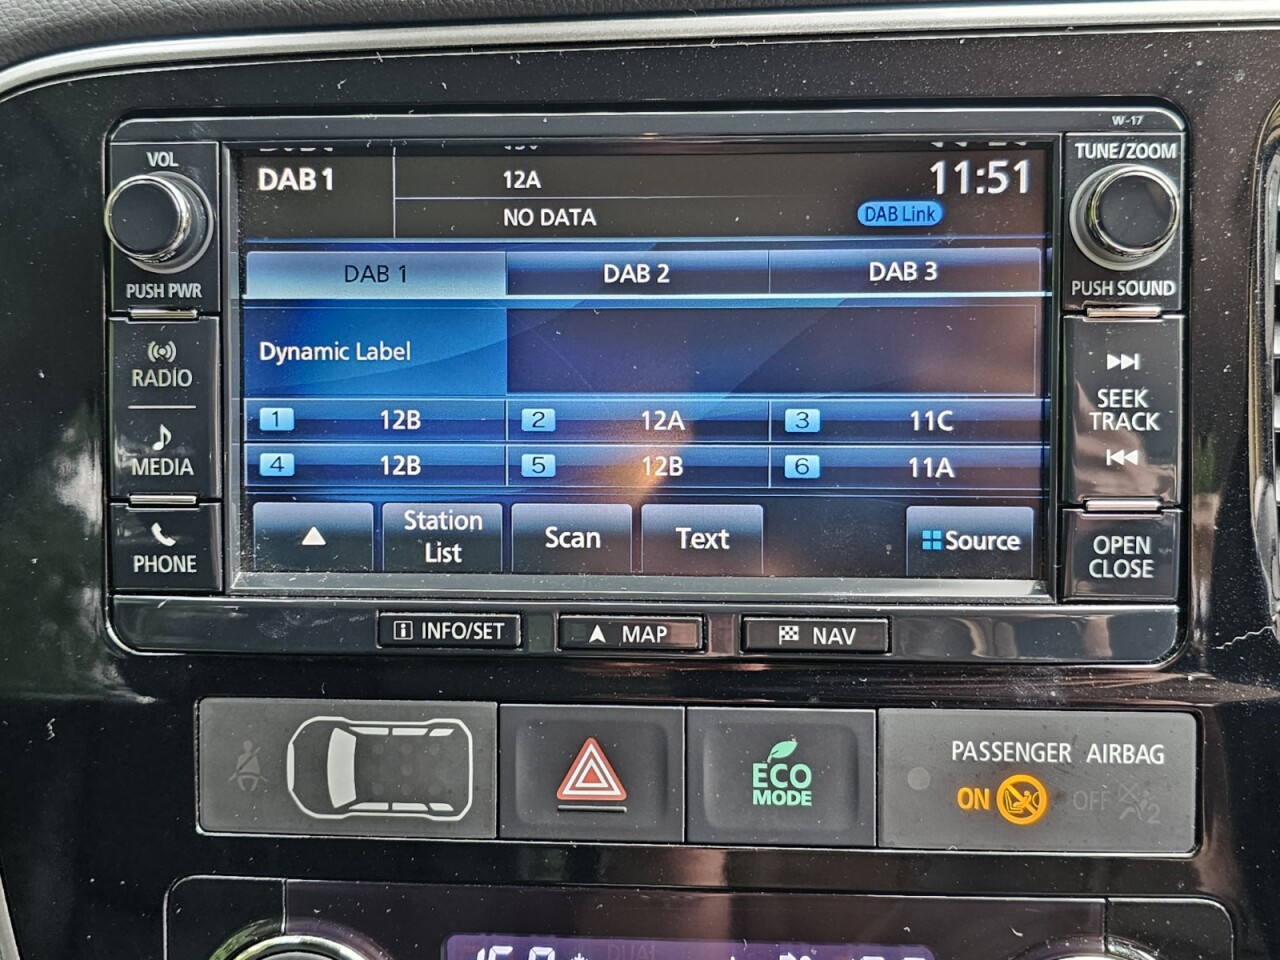 W-17
VOL
TUNE/ZOOM
DAB1
12A
11:51
NO DATA
DAB Link
PUSH PWR
PUSH SOUND
DAB 1
DAB 2
DAB 3
Dynamic Label
RADIO
SEEK
TRACK
MEDIA
1 12B
2 12A
3 11C
4 12B
5 12B
6 11A
PHONE
Station
List
Scan
Text
Source
OPEN
CLOSE
INFO/SET
MAP
NAV
ECO
MODE
PASSENGER AIRBAG
ON
OFF
2